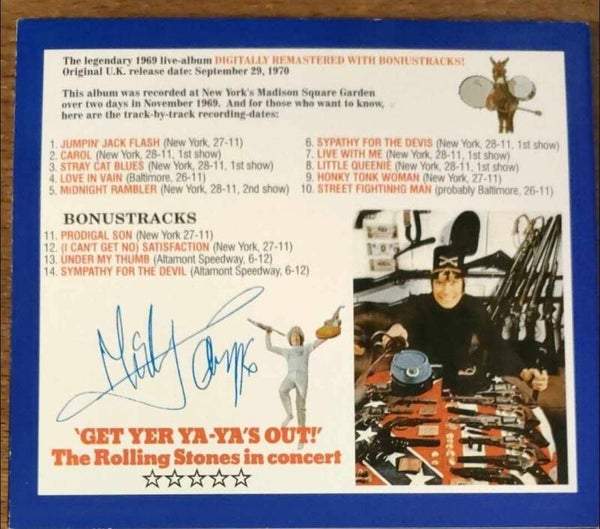 The legendary 1969 live-album DIGITALLY REMASTERED WITH BONIUSTRACKS!
Original U.K. release date: September 29, 1970
This album was recorded at New York's Madison Square Garden
over two days in November 1969. And for those who want to know,
here are the track-by-track recording-dates:
1. JUMPIN' JACK FLASH (New York, 27-11)
2. CAROL (New York, 28-11, 1st show)
3. STRAY CAT BLUES (New York, 28-11, 1st show)
4. LOVE IN VAIN (Baltimore, 26-11)
5. MIDNIGHT RAMBLER (New York, 28-11, 2nd show)
6. SYPATHY FOR THE DEVIS (New York, 28-11, 1st show)
7. LIVE WITH ME (New York, 28-11, 1st show)
8. LITTLE QUEENIE (New York, 28-11, 1st show)
9. HONKY TONK WOMAN (New York, 27-11)
10. STREET FIGHTINHG MAN (probably Baltimore, 26-11)
BONUSTRACKS
11. PRODIGAL SON (New York 27-11)
12. (I CAN'T GET NO) SATISFACTION (New York, 27-11)
13. UNDER MY THUMB (Altamont Speedway, 6-12)
14. SYMPATHY FOR THE DEVIL (Altamont Speedway, 6-12)
'GET YER YA-YA'S OUT!'
The Rolling Stones in concert